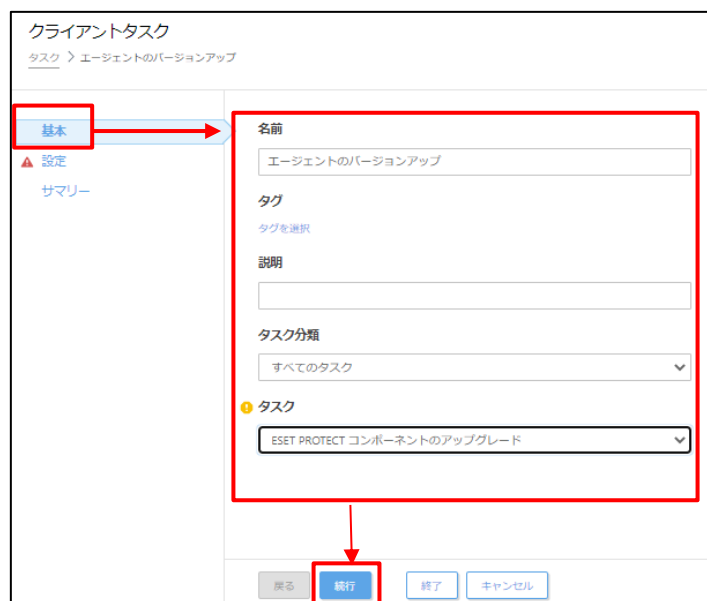 クライアントタスク
タスク > エージェントのバージョンアップ
基本
設定
サマリー
名前
エージェントのバージョンアップ
タグ
タグを選択
説明
タスク分類
すべてのタスク
タスク
ESET PROTECT コンポーネントのアップグレード
戻る 続行 終了 キャンセル